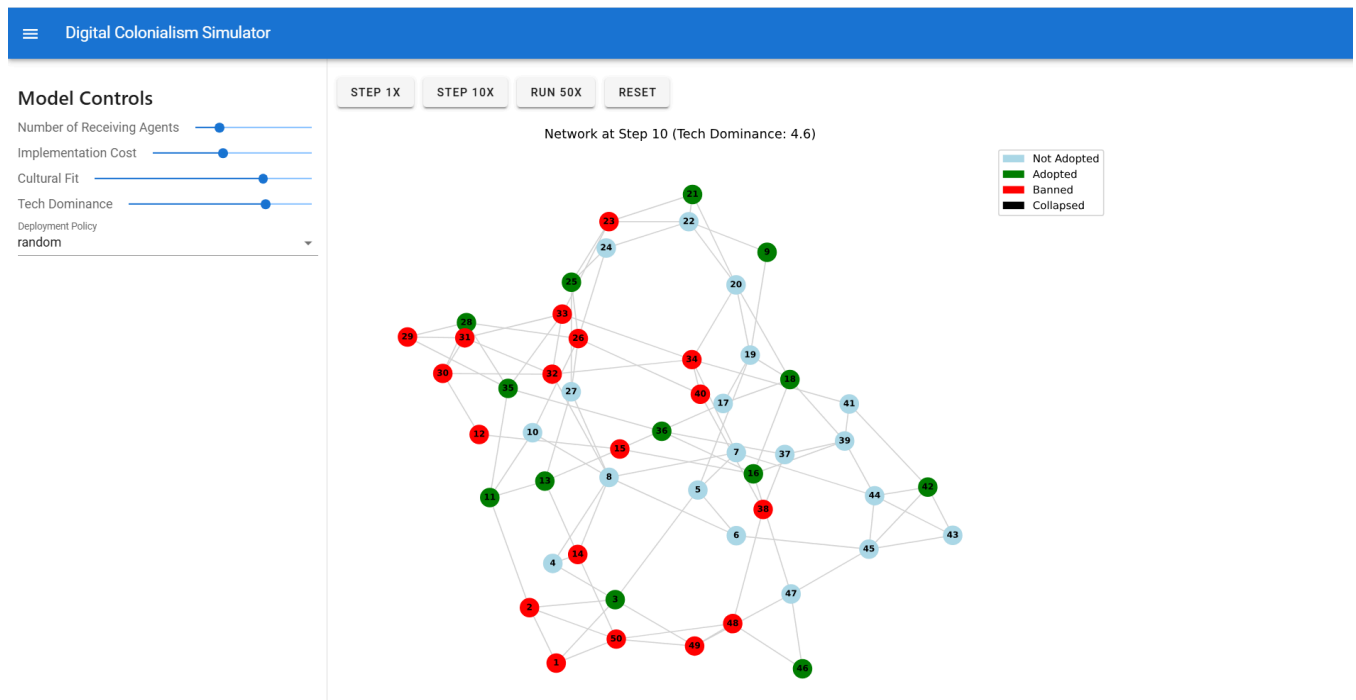 Digital Colonialism Simulator
Model Controls
Number of Receiving Agents
Implementation Cost
Cultural Fit
Tech Dominance
Deployment Policy
random
STEP 1X
STEP 10X
RUN 50X
RESET
Network at Step 10 (Tech Dominance: 4.6)
Not Adopted
Adopted
Banned
Collapsed
21
23
22
24
9
25
20
33
28
29
31
26
19
34
30
32
18
35
27
40
17
41
36
10
12
39
15
7
37
16
8
13
42
5
44
11
38
6
43
45
14
4
47
3
2
48
50
49
1
46